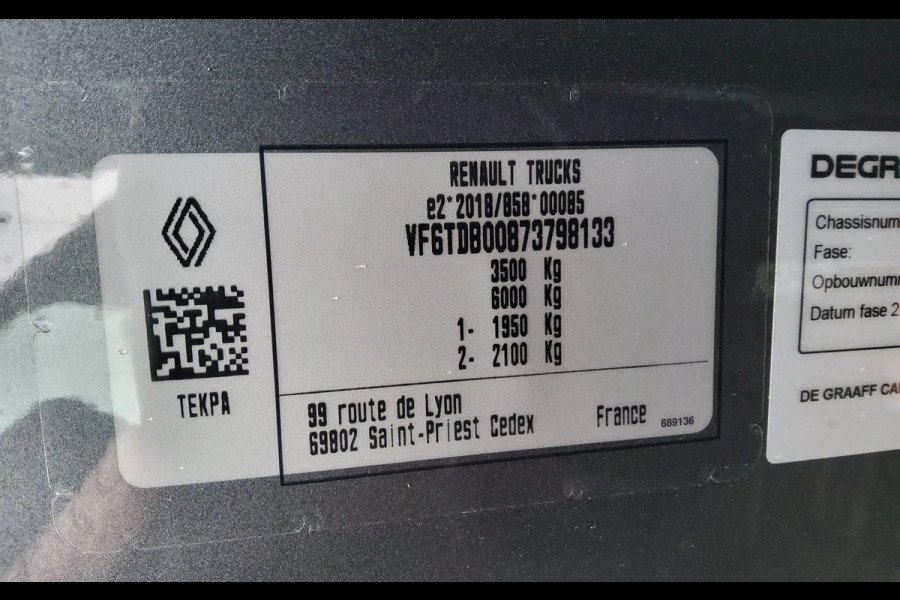 RENAULT TRUCKS
e2*2018/858*00085
VF6TDB00873798133
3500 Kg
6000 Kg
1- 1950 Kg
2- 2100 Kg
TEKPA
99 route de Lyon
69802 Saint-Priest Cedex France 689136
DEGR
Chassisnum
Fase:
Opbouwnum
Datum fase 2
DE GRAAFF CA